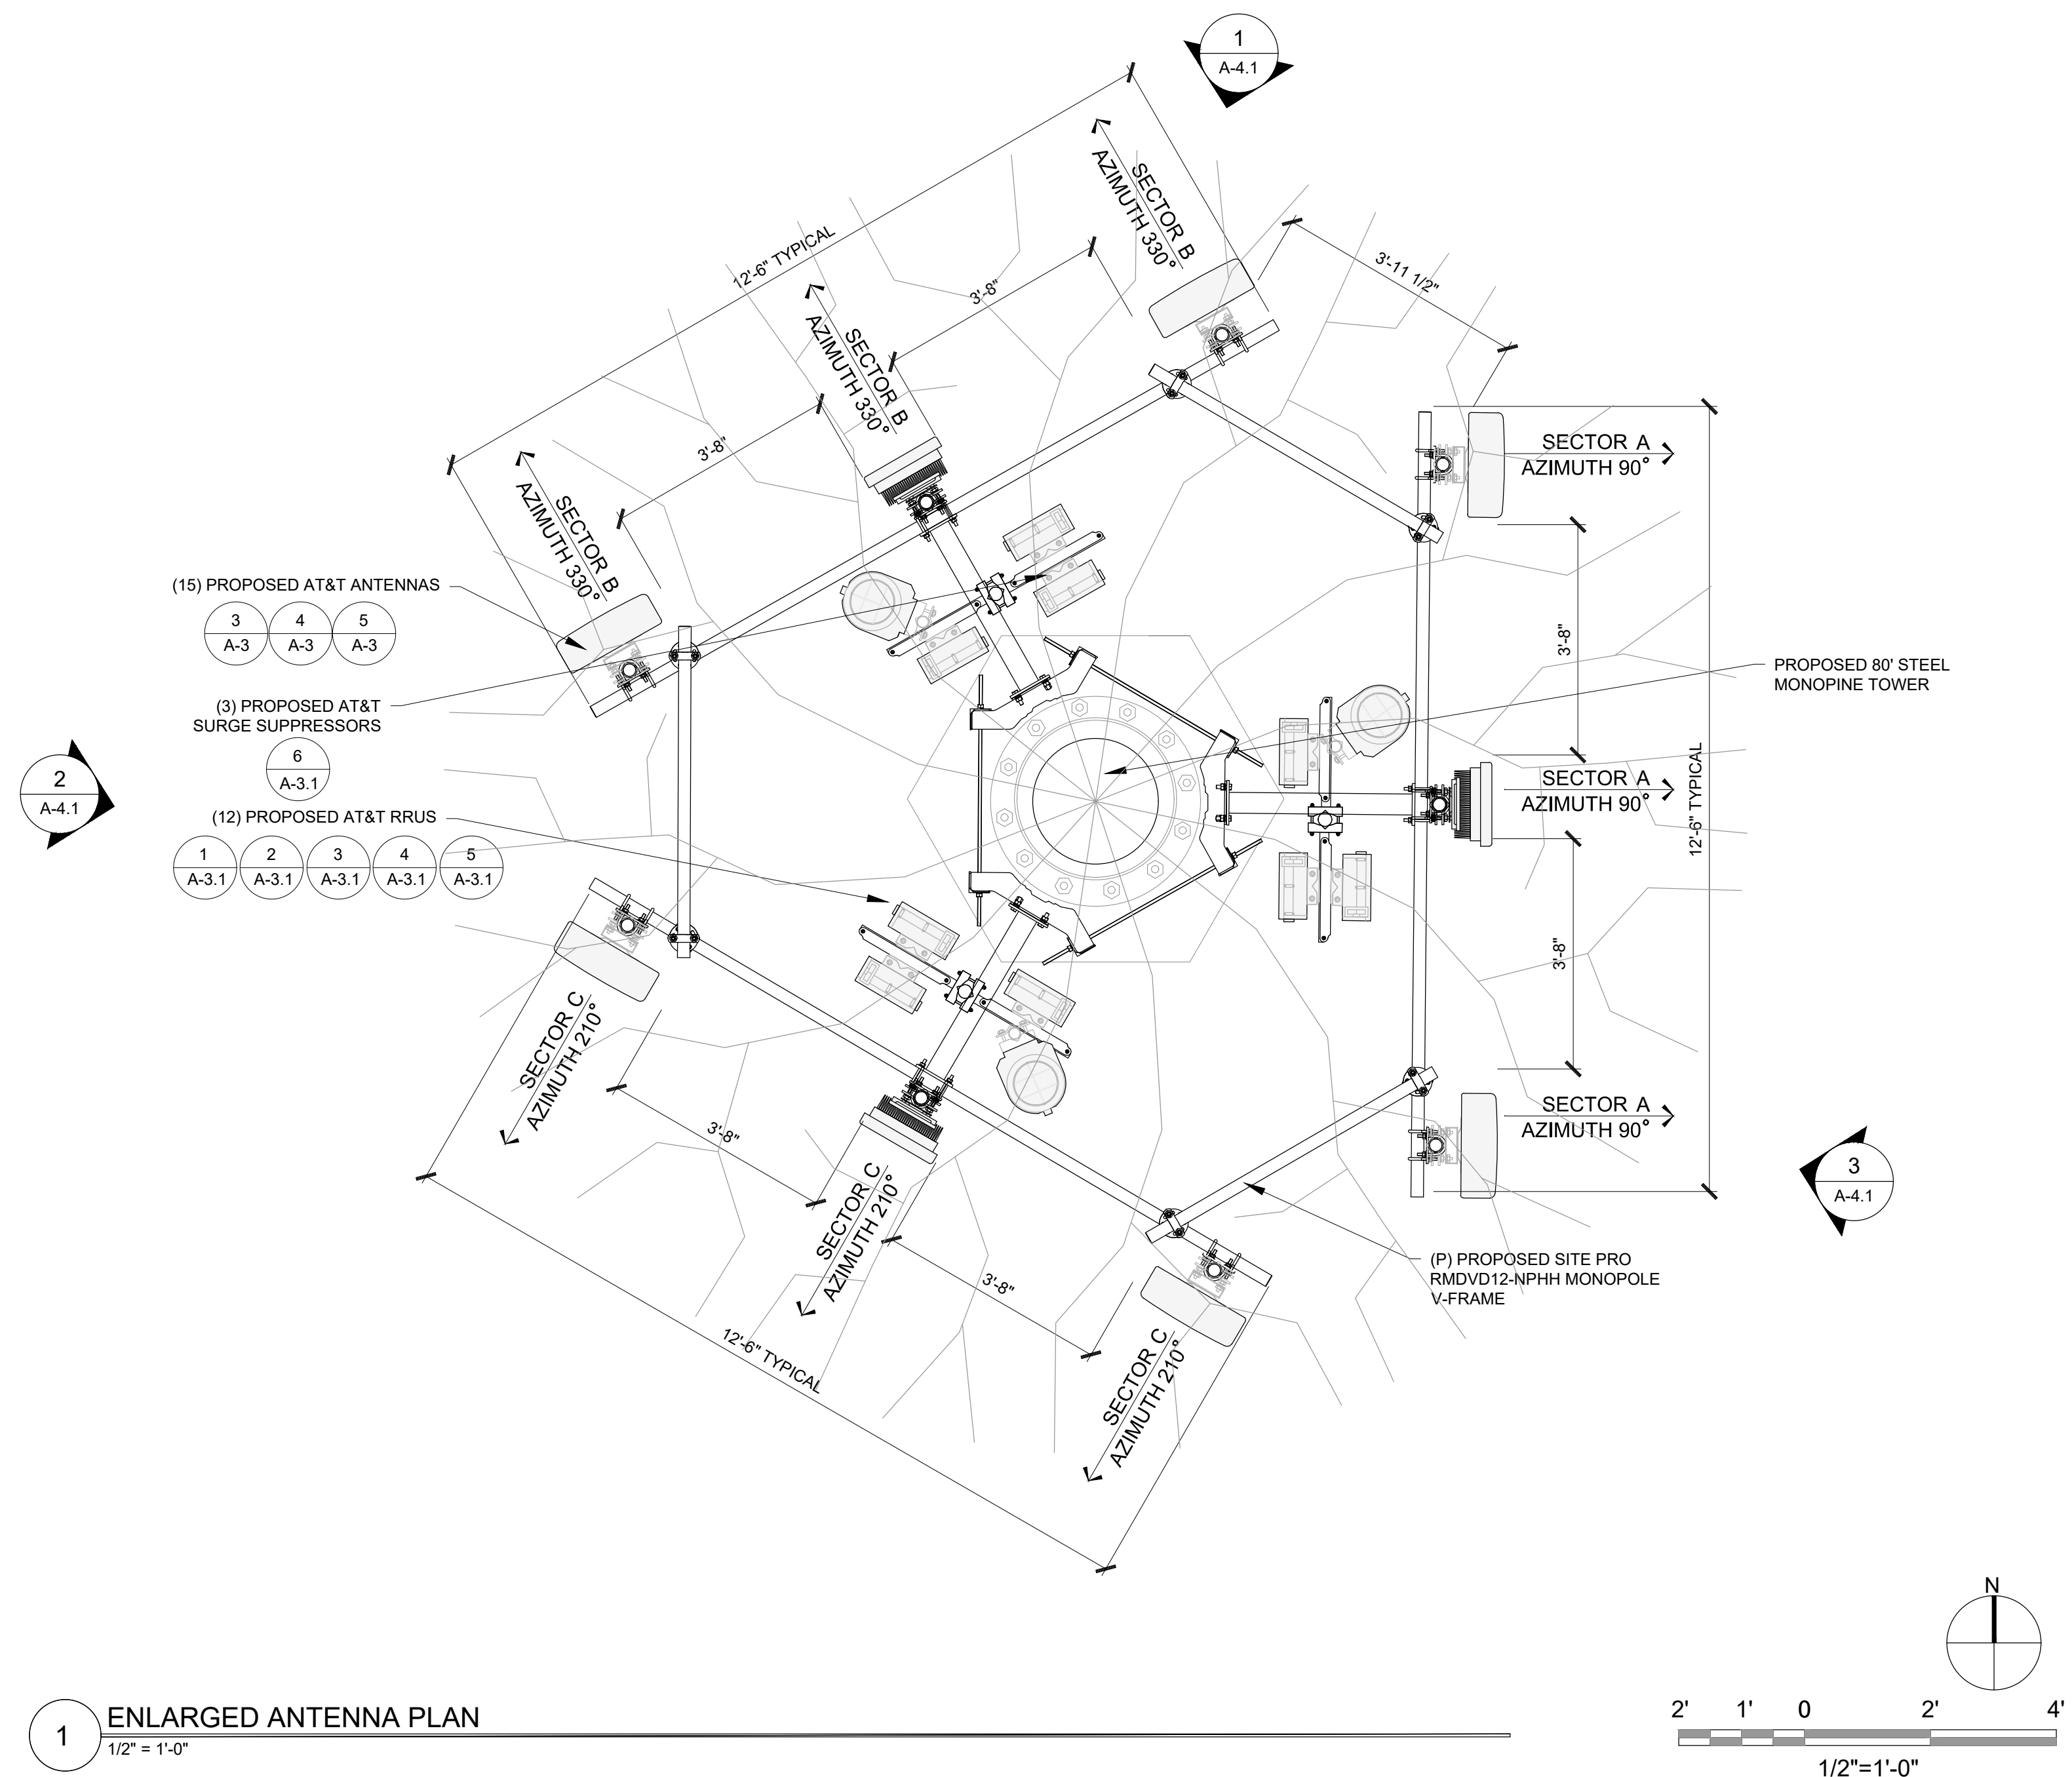 1
A-4.1
SECTOR B
AZIMUTH 330°
12'-6" TYPICAL
3'-8"
3'-11 1/2"
SECTOR B
AZIMUTH 330°
3'-8"
SECTOR B
AZIMUTH 330°
SECTOR A
AZIMUTH 90°
(15) PROPOSED AT&T ANTENNAS
3
A-3
4
A-3
5
A-3
3'-8"
PROPOSED 80' STEEL
MONOPINE TOWER
(3) PROPOSED AT&T
SURGE SUPPRESSORS
6
A-3.1
2
A-4.1
SECTOR A
AZIMUTH 90°
12'-6" TYPICAL
(12) PROPOSED AT&T RRUS
1
A-3.1
2
A-3.1
3
A-3.1
4
A-3.1
5
A-3.1
3'-8"
SECTOR C
AZIMUTH 210°
SECTOR A
AZIMUTH 90°
3'-8"
3
A-4.1
SECTOR C
AZIMUTH 210°
3'-8"
(P) PROPOSED SITE PRO
RMDVD12-NPHH MONOPOLE
V-FRAME
12'-6" TYPICAL
SECTOR C
AZIMUTH 210°
N
1
ENLARGED ANTENNA PLAN
1/2" = 1'-0"
2' 1' 0 2' 4'
1/2"=1'-0"